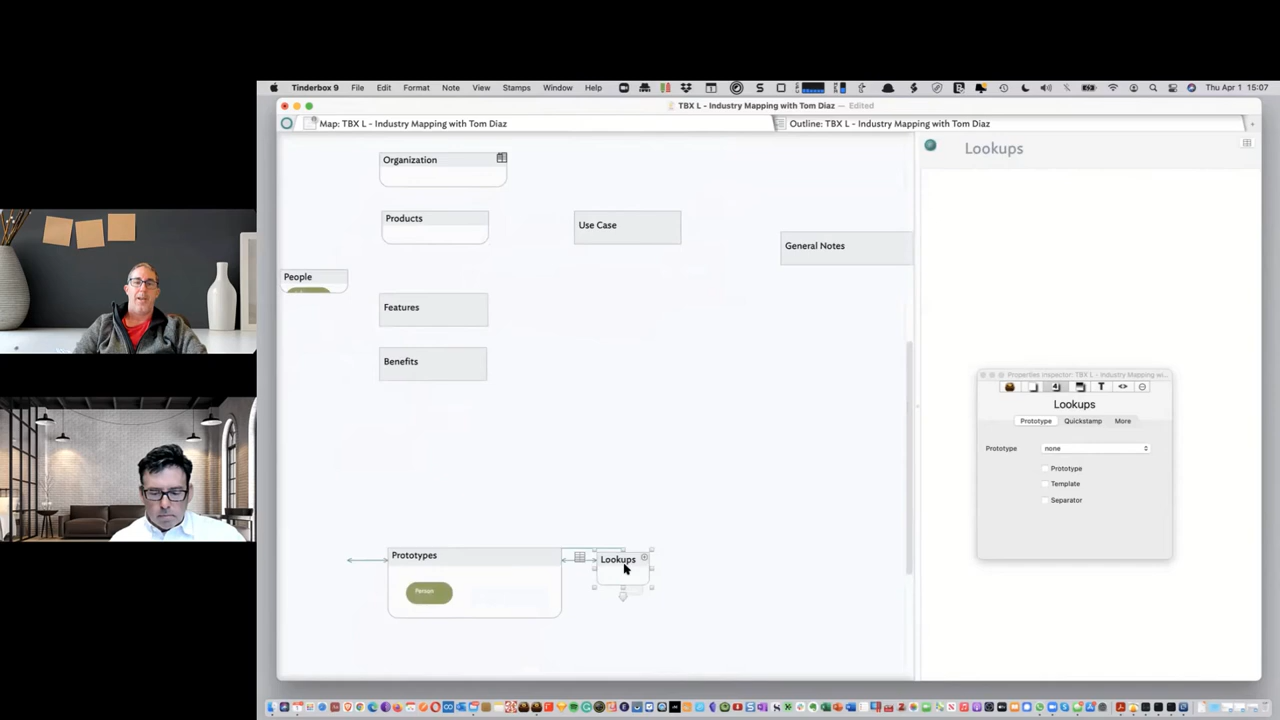 Tinderbox 9 File Edit Format Note View Stamps Window Help Thu Apr 1 15:07
TBX L - Industry Mapping with Tom Diaz — Edited
Map: TBX L - Industry Mapping with Tom Diaz Outline: TBX L - Industry Mapping with Tom Diaz
Lookups
Organization
Products
Use Case
General Notes
People
Features
Benefits
Prototypes
Person
Lookups
Properties Inspector: TBX L - Industry Mapping wi...
Lookups
Prototype Quickstamp More
Prototype none
Prototype
Template
Separator